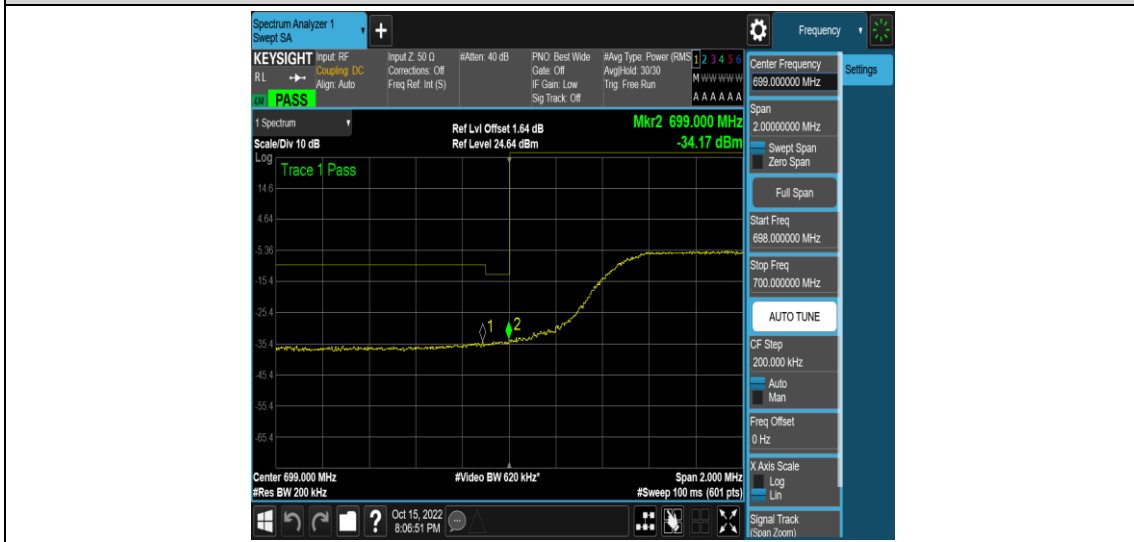 Spectrum Analyzer 1
Swept SA
Frequency
KEYSIGHT
RL
LXI
PASS
Input: RF
Coupling: DC
Align: Auto
Input Z: 50 Ω
Corrections: Off
Freq Ref: Int (S)
#Atten: 40 dB
PNO: Best Wide
Gate: Off
IF Gain: Low
Sig Track: Off
#Avg Type: Power (RMS
Avg|Hold: 30/30
Trig: Free Run
1 2 3 4 5 6
M W W W W W
A A A A A A
1 Spectrum
Scale/Div 10 dB
Ref Lvl Offset 1.64 dB
Ref Level 24.64 dBm
Mkr2 699.000 MHz
-34.17 dBm
Log
Trace 1 Pass
14.6
4.64
-5.36
-15.4
-25.4
-35.4
-45.4
-55.4
-65.4
1
2
Center 699.000 MHz
#Res BW 200 kHz
#Video BW 620 kHz*
Span 2.000 MHz
#Sweep 100 ms (601 pts)
Center Frequency
699.000000 MHz
Settings
Span
2.00000000 MHz
Swept Span
Zero Span
Full Span
Start Freq
698.000000 MHz
Stop Freq
700.000000 MHz
AUTO TUNE
CF Step
200.000 kHz
Auto
Man
Freq Offset
0 Hz
X Axis Scale
Log
Lin
Signal Track
(Span Zoom)
?
Oct 15, 2022
8:06:51 PM